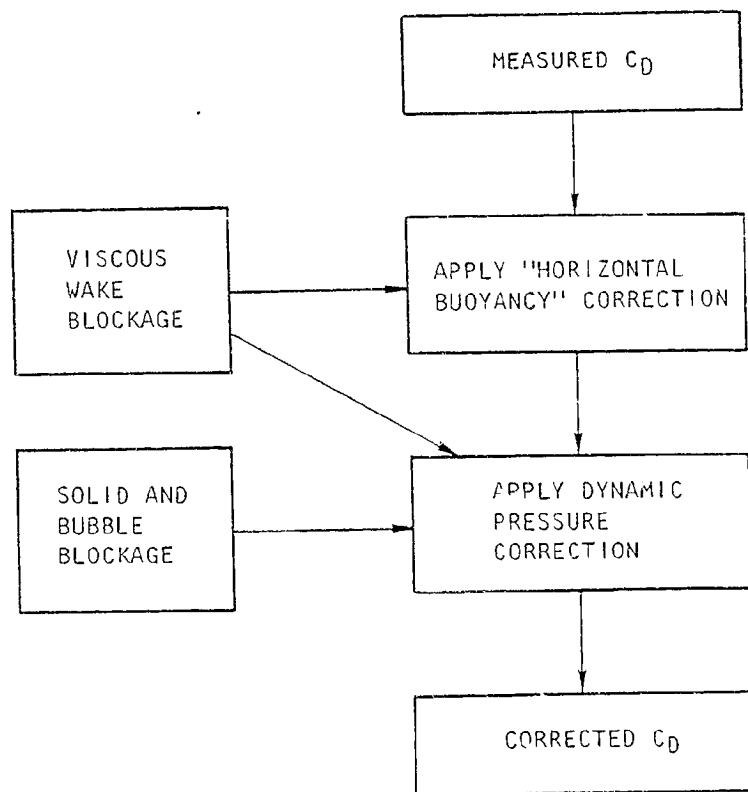 MEASURED C_D
VISCOUS
WAKE
BLOCKAGE
APPLY "HORIZONTAL
BUOYANCY" CORRECTION
SOLID AND
BUBBLE
BLOCKAGE
APPLY DYNAMIC
PRESSURE
CORRECTION
CORRECTED C_D